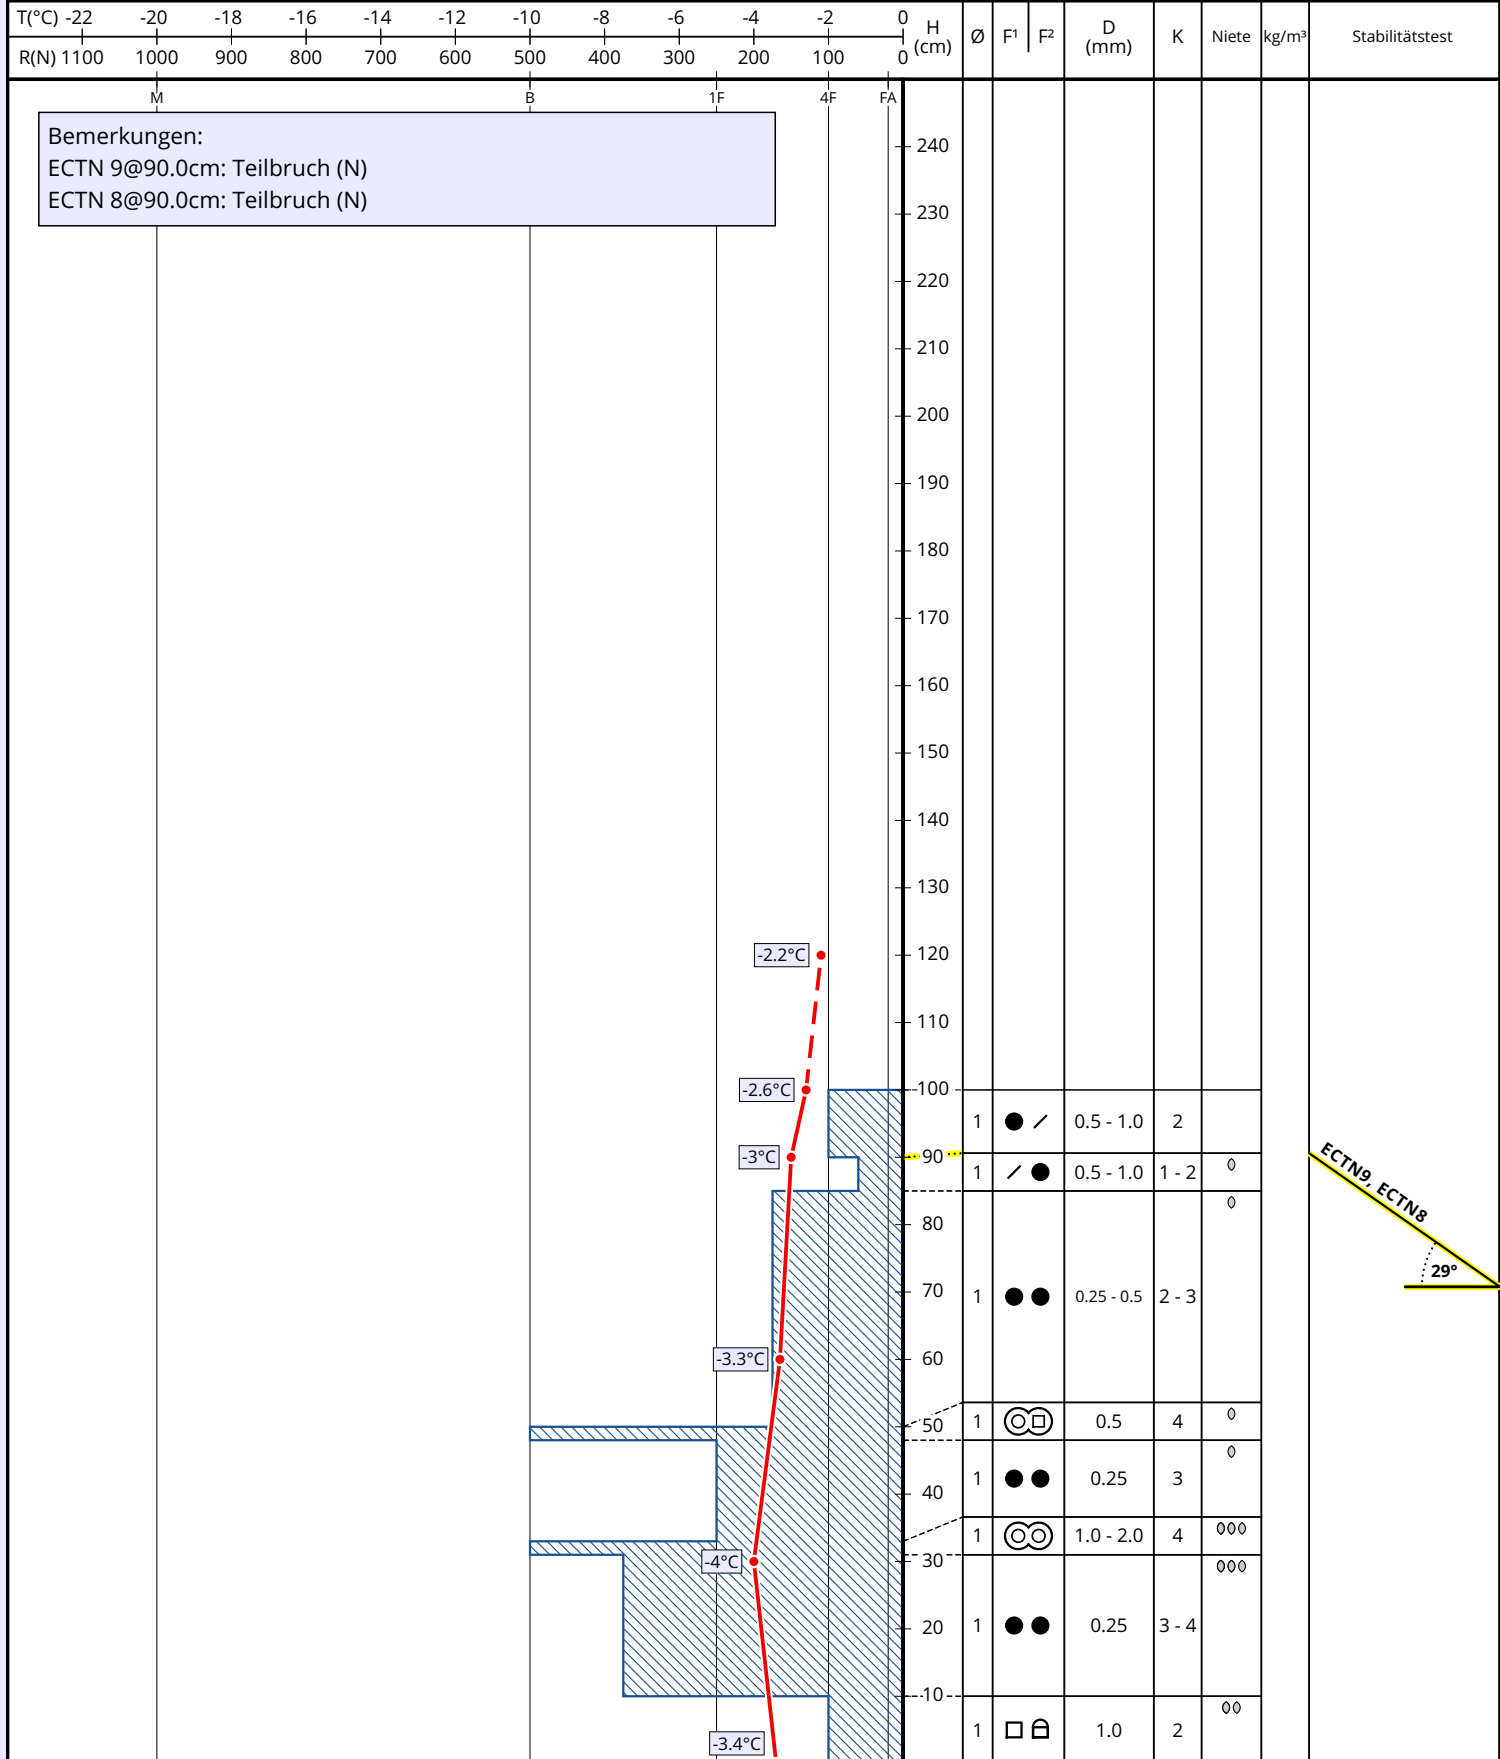 T(°C) -22 -20 -18 -16 -14 -12 -10 -8 -6 -4 -2 0
R(N) 1100 1000 900 800 700 600 500 400 300 200 100 0
H (cm) Ø F¹ F² D (mm) K Niete kg/m³ Stabilitätstest
M B 1F 4F FA
Bemerkungen:
ECTN 9@90.0cm: Teilbruch (N)
ECTN 8@90.0cm: Teilbruch (N)
240
230
220
210
200
190
180
170
160
150
140
130
-2.2°C 120
110
-2.6°C 100
1 0.5 - 1.0 2
-3°C 90
1 0.5 - 1.0 1 - 2
ECTN9, ECTN8
80
29°
70
1 0.25 - 0.5 2 - 3
-3.3°C 60
50
1 0.5 4
1 0.25 3
40
1 1.0 - 2.0 4
-4°C 30
20
1 0.25 3 - 4
10
1 1.0 2
-3.4°C